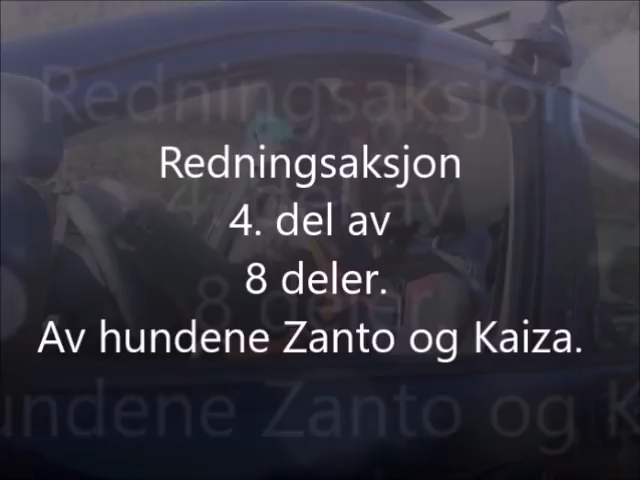 Redningsaksjon
4. del av
8 deler.
Av hundene Zanto og Kaiza.